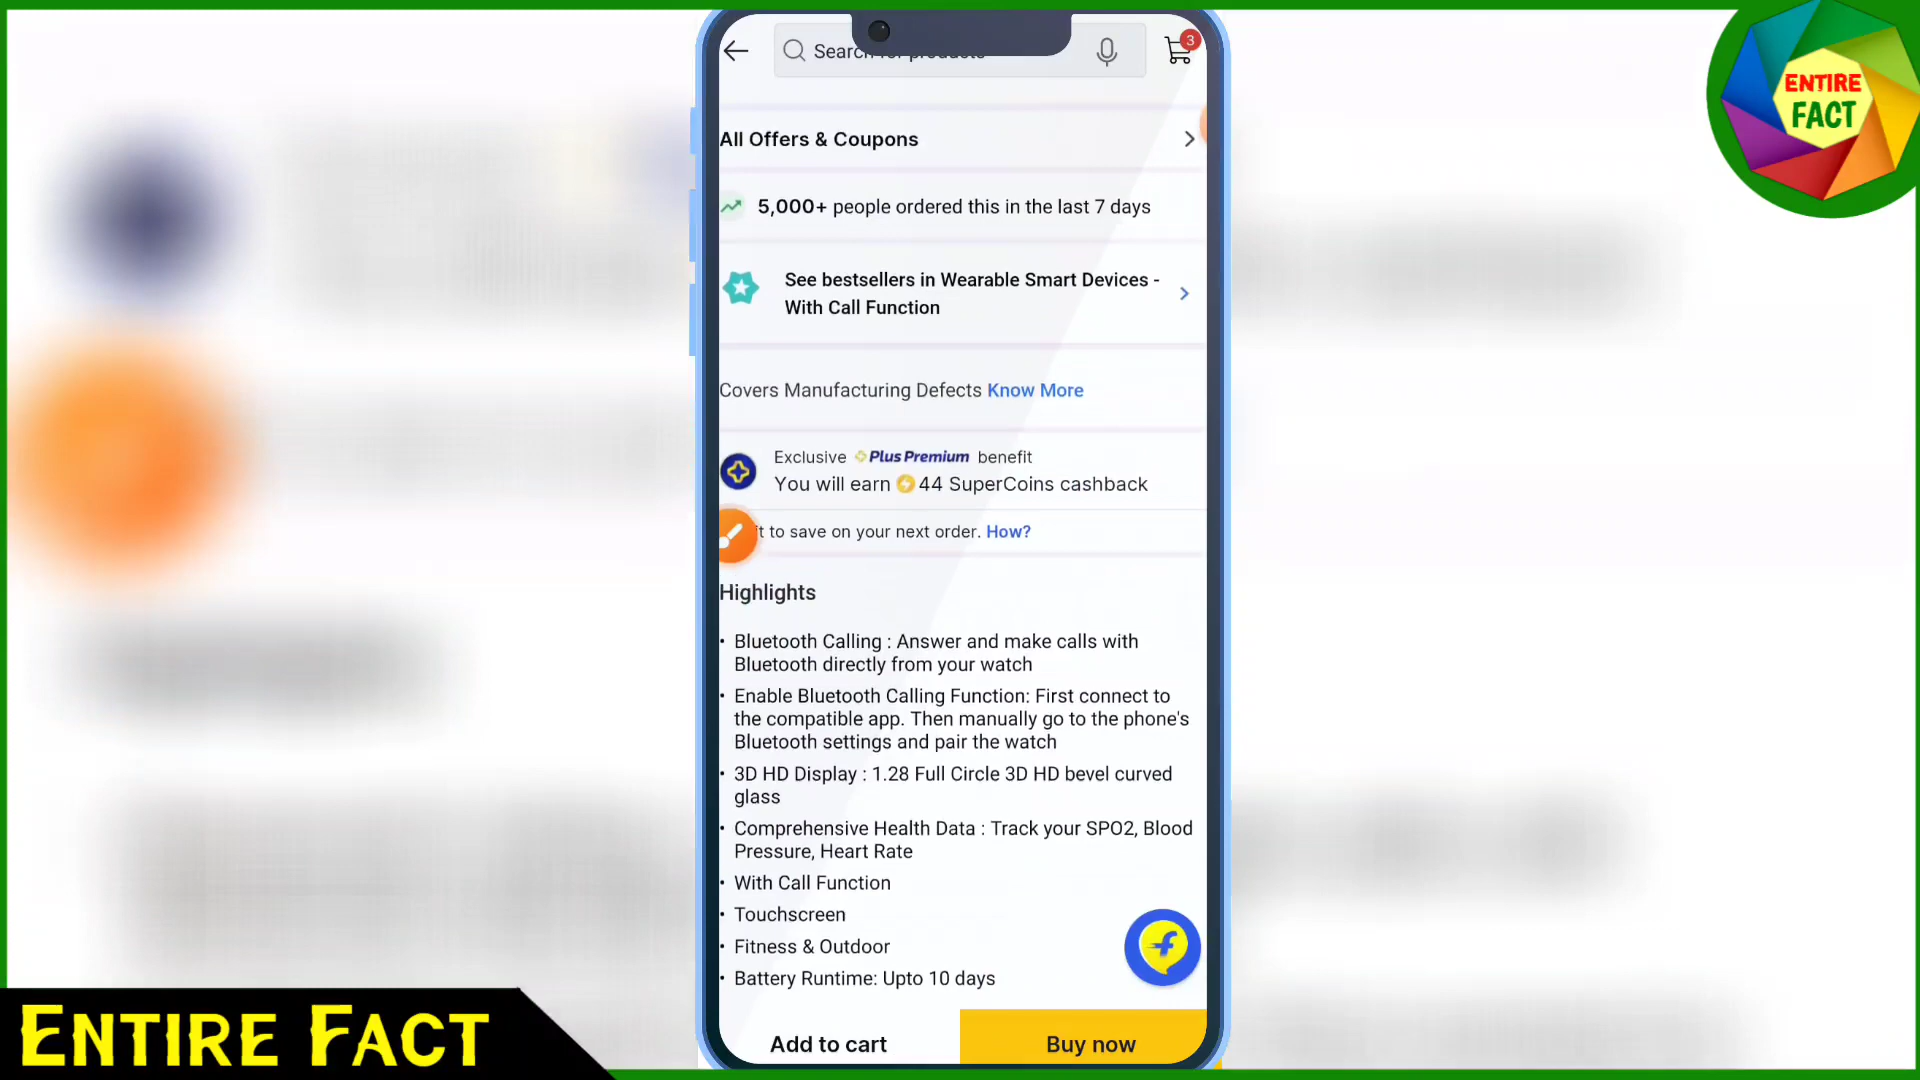 Search for products
3
ENTIRE
FACT
All Offers & Coupons
5,000+ people ordered this in the last 7 days
See bestsellers in Wearable Smart Devices -
With Call Function
Covers Manufacturing Defects Know More
Exclusive Plus Premium benefit
You will earn 44 SuperCoins cashback
it to save on your next order. How?
Highlights
• Bluetooth Calling : Answer and make calls with
Bluetooth directly from your watch
• Enable Bluetooth Calling Function: First connect to
the compatible app. Then manually go to the phone's
Bluetooth settings and pair the watch
• 3D HD Display : 1.28 Full Circle 3D HD bevel curved
glass
• Comprehensive Health Data : Track your SPO2, Blood
Pressure, Heart Rate
• With Call Function
• Touchscreen
• Fitness & Outdoor
• Battery Runtime: Upto 10 days
Add to cart
Buy now
ENTIRE FACT